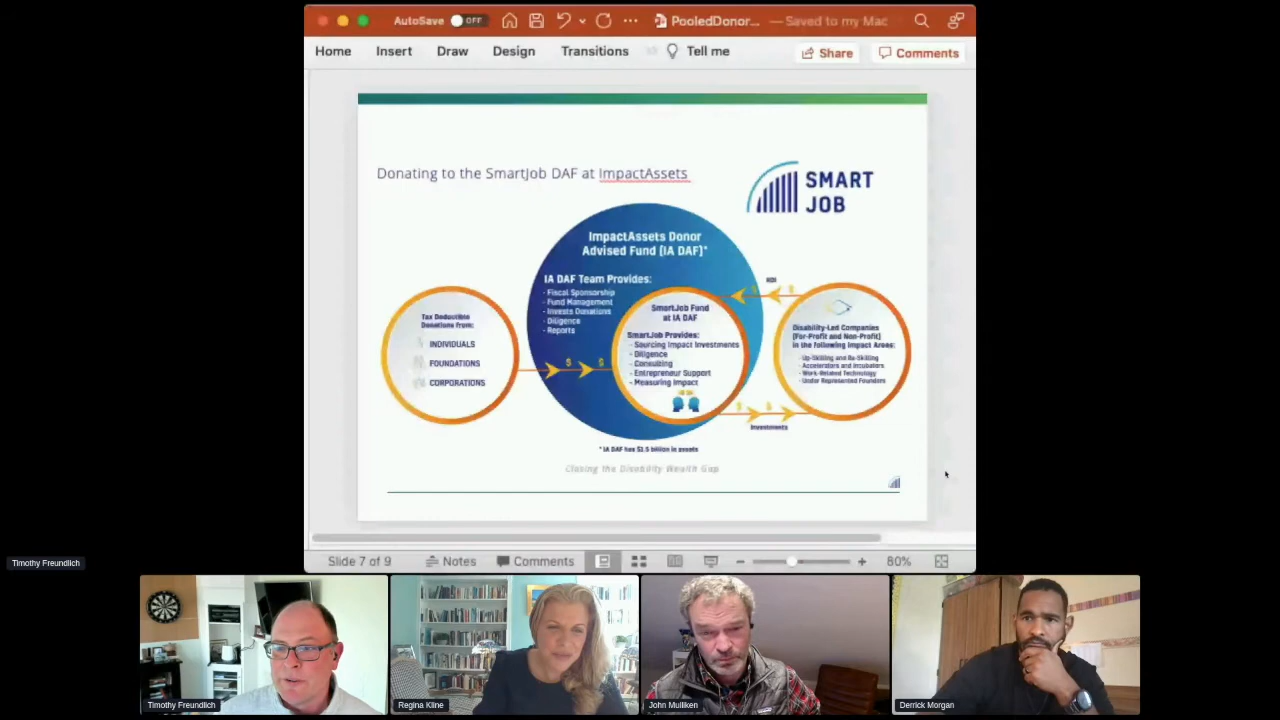 AutoSave OFF PooledDonor... — Saved to my Mac
Home Insert Draw Design Transitions Tell me Share Comments
Donating to the SmartJob DAF at ImpactAssets
SMART
JOB
ImpactAssets Donor
Advised Fund (IA DAF)*
IA DAF Team Provides:
- Fiscal Sponsorship
- Fund Management
- Invests Donations
- Diligence
- Reports
Tax Deductible
Donations from:
INDIVIDUALS
FOUNDATIONS
CORPORATIONS
$ $
SmartJob Fund
at IA DAF
SmartJob Provides:
- Sourcing Impact Investments
- Diligence
- Consulting
- Entrepreneur Support
- Measuring Impact
ROI
Disability-Led Companies
(For-Profit and Non-Profit)
in the following Impact Areas:
- Up-Skilling and Re-Skilling
- Accelerators and Incubators
- Work-Related Technology
- Under Represented Founders
Investments
* IA DAF has $1.5 billion in assets
Closing the Disability Wealth Gap
Slide 7 of 9 Notes Comments 80%
Timothy Freundlich
Timothy Freundlich
Regina Kline
John Mulliken
Derrick Morgan